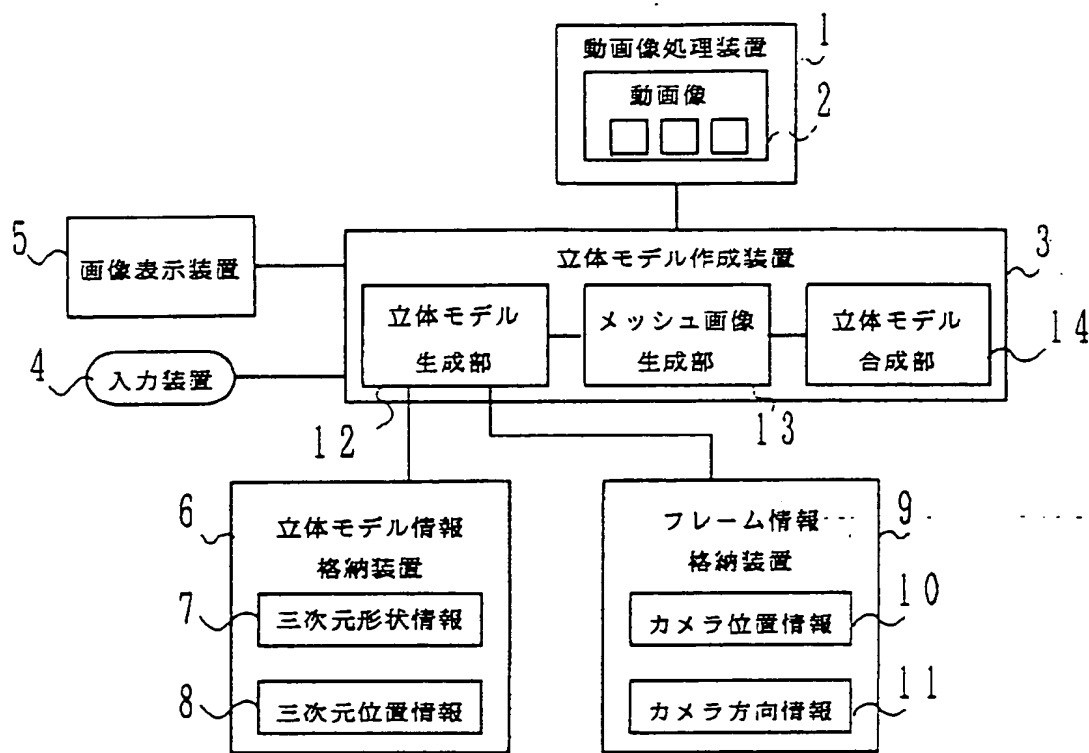 動画像処理装置
1
動画像
2
5
画像表示装置
立体モデル作成装置
3
立体モデル
生成部
メッシュ画像
生成部
立体モデル
合成部
14
4
入力装置
12
13
6
立体モデル情報
格納装置
7
三次元形状情報
8
三次元位置情報
フレーム情報
格納装置
9
カメラ位置情報
10
カメラ方向情報
11